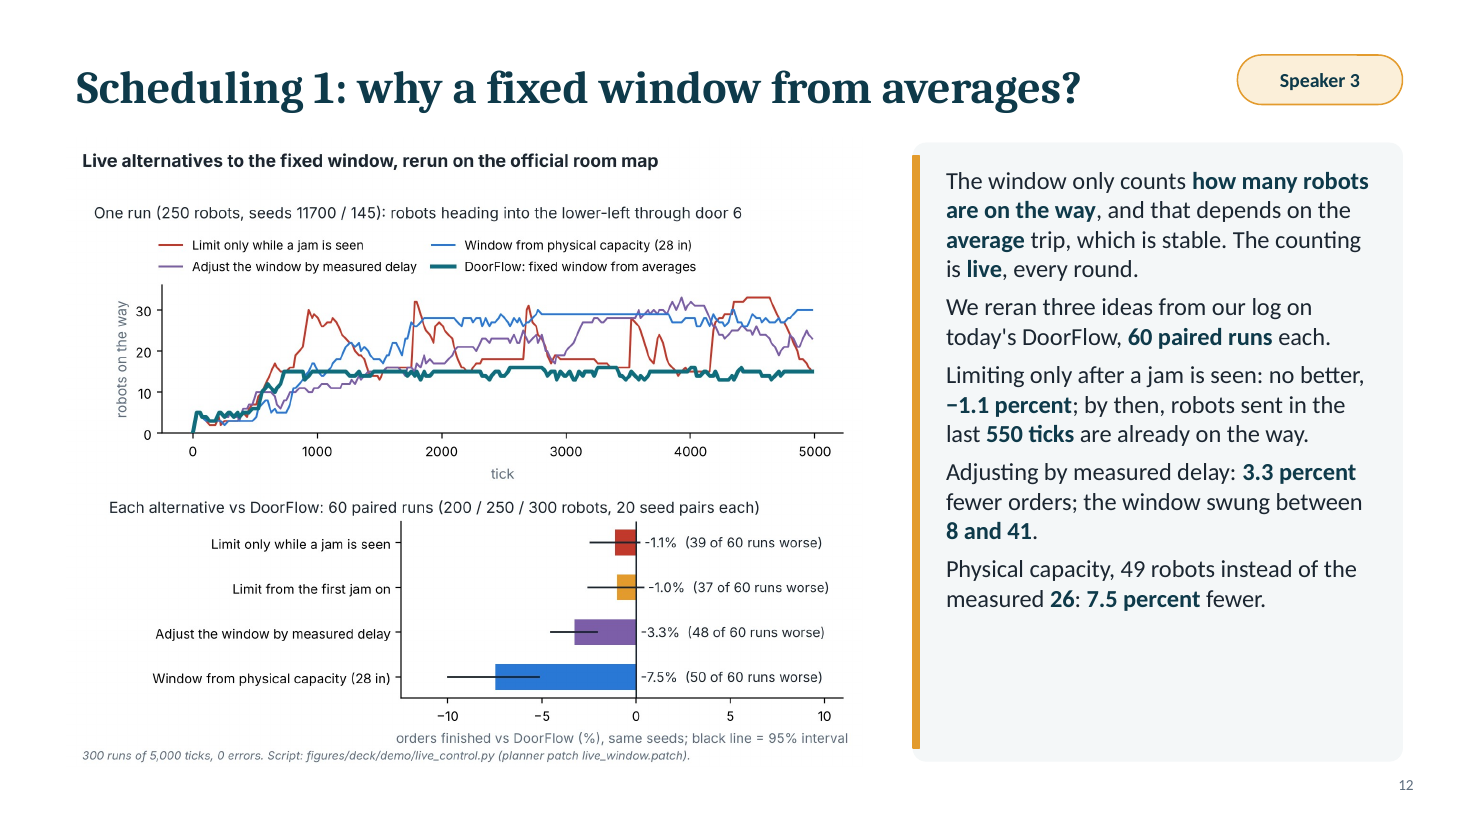 Scheduling 1: why a fixed window from averages?
Speaker 3
Live alternatives to the fixed window, rerun on the official room map
One run (250 robots, seeds 11700 / 145): robots heading into the lower-left through door 6
Limit only while a jam is seen
Window from physical capacity (28 in)
Adjust the window by measured delay
DoorFlow: fixed window from averages
robots on the way
30
20
10
0
0 1000 2000 3000 4000 5000
tick
Each alternative vs DoorFlow: 60 paired runs (200 / 250 / 300 robots, 20 seed pairs each)
Limit only while a jam is seen
-1.1% (39 of 60 runs worse)
Limit from the first jam on
-1.0% (37 of 60 runs worse)
Adjust the window by measured delay
-3.3% (48 of 60 runs worse)
Window from physical capacity (28 in)
-7.5% (50 of 60 runs worse)
−10 −5 0 5 10
orders finished vs DoorFlow (%), same seeds; black line = 95% interval
300 runs of 5,000 ticks, 0 errors. Script: figures/deck/demo/live_control.py (planner patch live_window.patch).
The window only counts how many robots
are on the way, and that depends on the
average trip, which is stable. The counting
is live, every round.
We reran three ideas from our log on
today's DoorFlow, 60 paired runs each.
Limiting only after a jam is seen: no better,
−1.1 percent; by then, robots sent in the
last 550 ticks are already on the way.
Adjusting by measured delay: 3.3 percent
fewer orders; the window swung between
8 and 41.
Physical capacity, 49 robots instead of the
measured 26: 7.5 percent fewer.
12